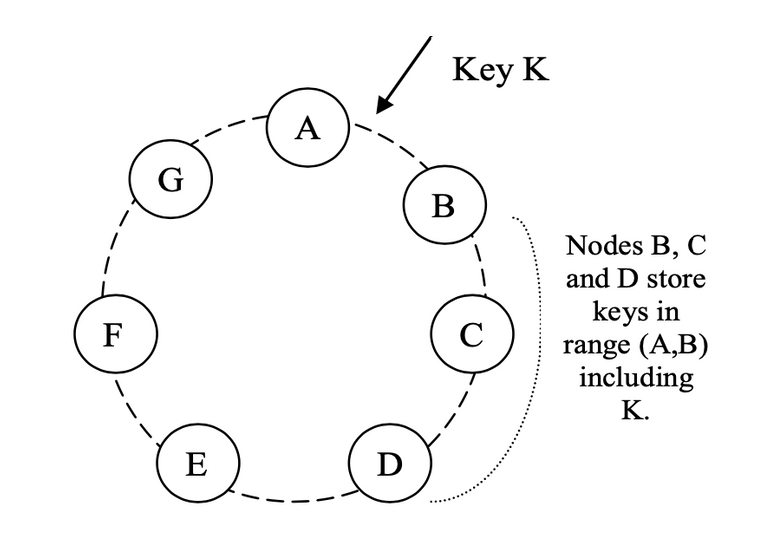 Key K
A
G
B
Nodes B, C
and D store
keys in
range (A,B)
including
K.
F
C
E
D